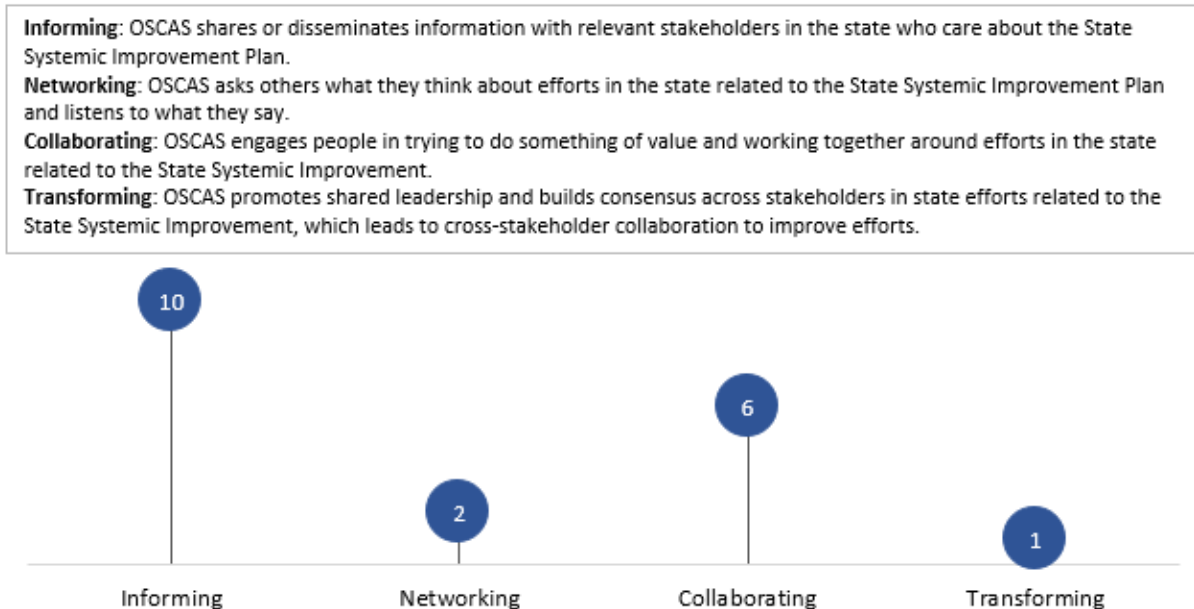 Informing: OSCAS shares or disseminates information with relevant stakeholders in the state who care about the State
Systemic Improvement Plan.
Networking: OSCAS asks others what they think about efforts in the state related to the State Systemic Improvement Plan
and listens to what they say.
Collaborating: OSCAS engages people in trying to do something of value and working together around efforts in the state
related to the State Systemic Improvement.
Transforming: OSCAS promotes shared leadership and builds consensus across stakeholders in state efforts related to the
State Systemic Improvement, which leads to cross-stakeholder collaboration to improve efforts.
10
6
2
1
Informing Networking Collaborating Transforming